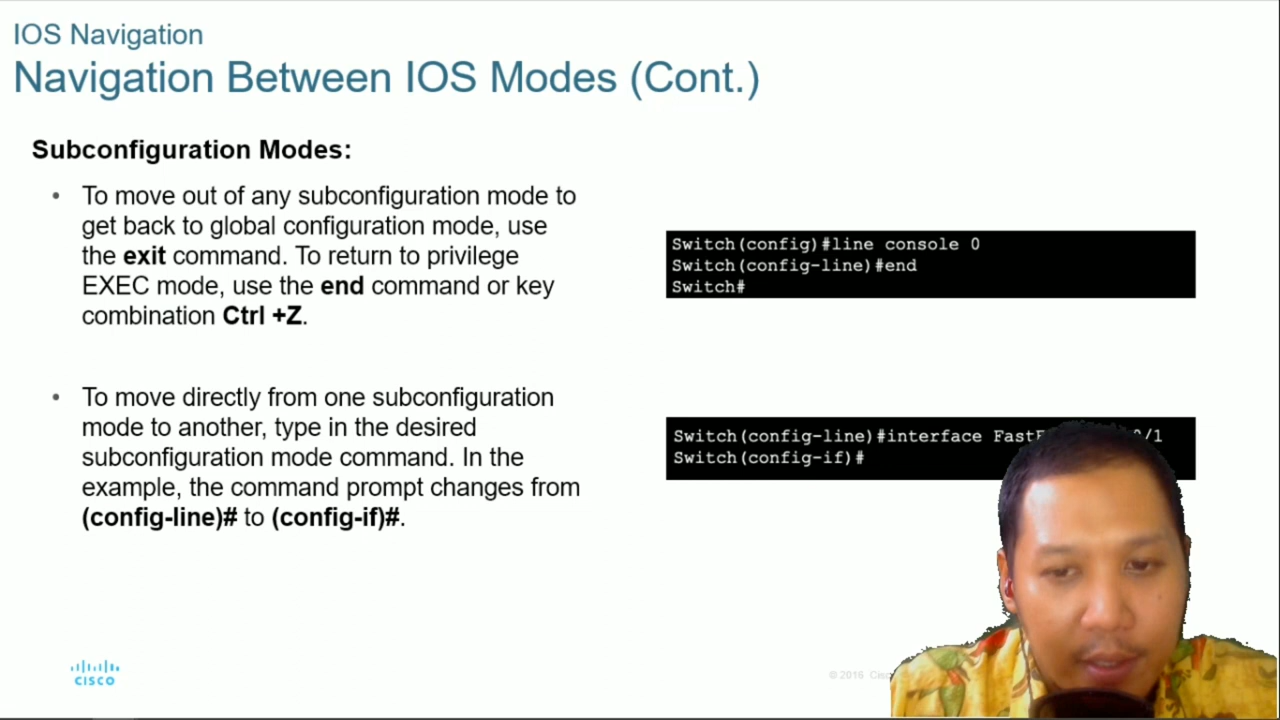 IOS Navigation
Navigation Between IOS Modes (Cont.)
Subconfiguration Modes:
• To move out of any subconfiguration mode to
get back to global configuration mode, use
the exit command. To return to privilege
EXEC mode, use the end command or key
combination Ctrl +Z.
Switch(config)#line console 0
Switch(config-line)#end
Switch#
• To move directly from one subconfiguration
mode to another, type in the desired
subconfiguration mode command. In the
example, the command prompt changes from
(config-line)# to (config-if)#.
Switch(config-line)#interface 0/1
Switch(config-if)#
CISCO
© 2016